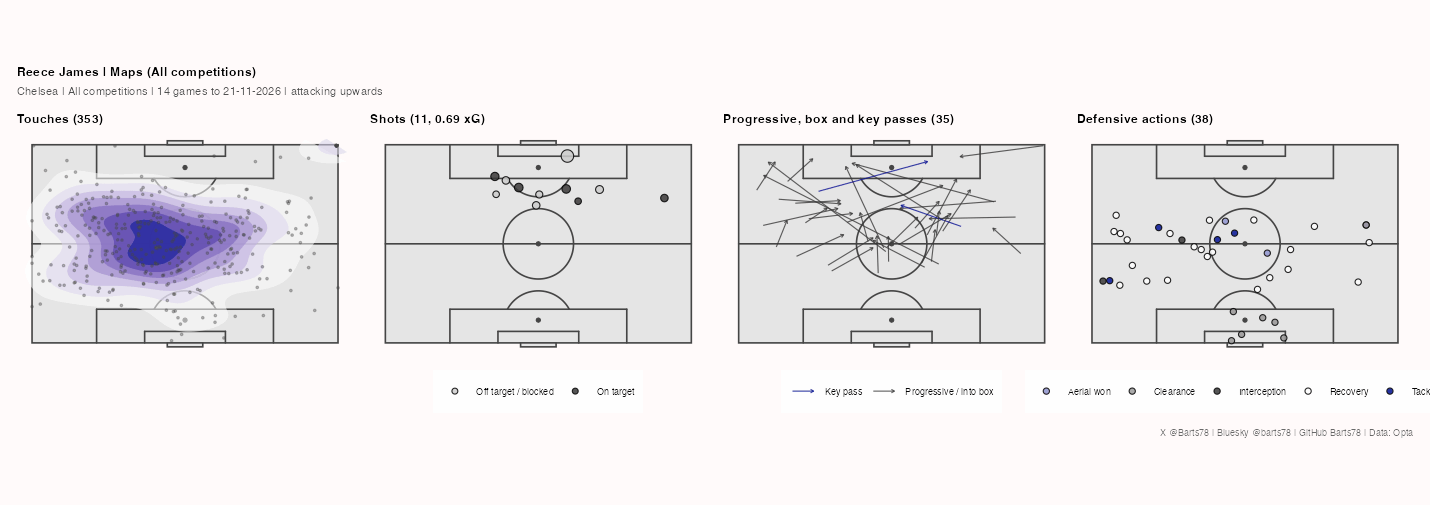 Reece James | Maps (All competitions)
Chelsea | All competitions | 14 games to 21-11-2026 | attacking upwards
Touches (353)
Shots (11, 0.69 xG)
Progressive, box and key passes (35)
Defensive actions (38)
Off target / blocked
On target
Key pass
Progressive / Into box
Aerial won
Clearance
Interception
Recovery
Tack
X @Barts78 | Bluesky @barts78 | GitHub Barts78 | Data: Opta